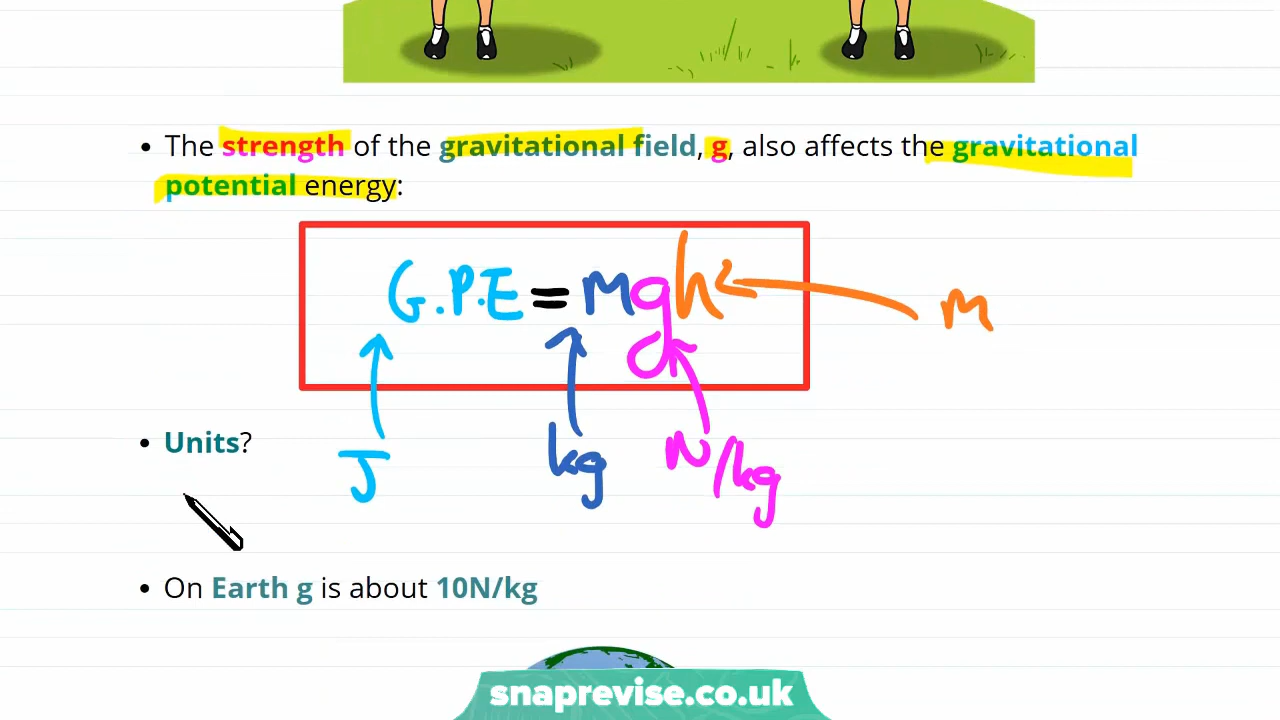 • The strength of the gravitational field, g, also affects the gravitational
potential energy:
G.P.E = mgh
m
• Units?
J
kg
N/kg
• On Earth g is about 10N/kg
snaprevise.co.uk